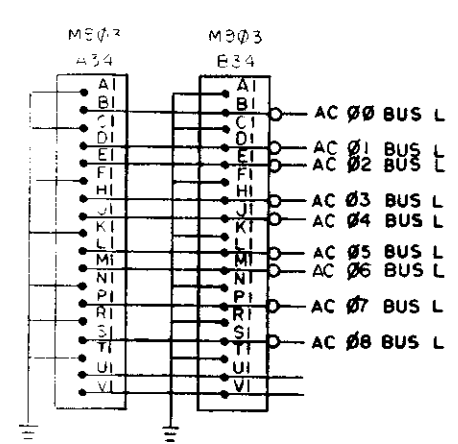 M9Ø3 M9Ø3
A34 B34
A1 A1
B1 B1 AC ØØ BUS L
C1 C1
D1 D1 AC Ø1 BUS L
E1 E1 AC Ø2 BUS L
F1 F1
H1 H1 AC Ø3 BUS L
J1 J1 AC Ø4 BUS L
K1 K1
L1 L1 AC Ø5 BUS L
M1 M1 AC Ø6 BUS L
N1 N1
P1 P1 AC Ø7 BUS L
R1 R1
S1 S1 AC Ø8 BUS L
T1 T1
U1 U1
V1 V1